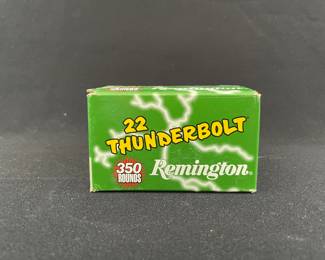 22
THUNDERBOLT
350
ROUNDS
Remington®